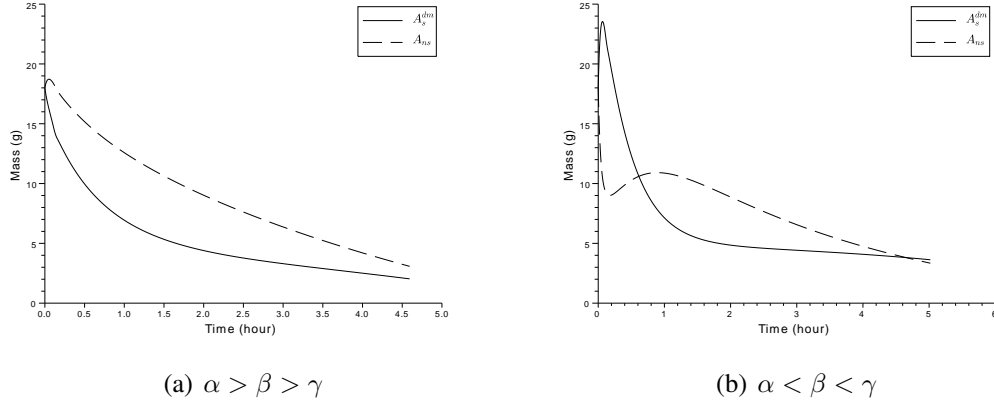 25
20
15
10
5
0
Mass (g)
0.0 0.5 1.0 1.5 2.0 2.5 3.0 3.5 4.0 4.5 5.0
Time (hour)
A_s^{dm}
A_{ns}
(a) α > β > γ
25
20
15
10
5
0
Mass (g)
0 1 2 3 4 5 6
Time (hour)
A_s^{dm}
A_{ns}
(b) α < β < γ